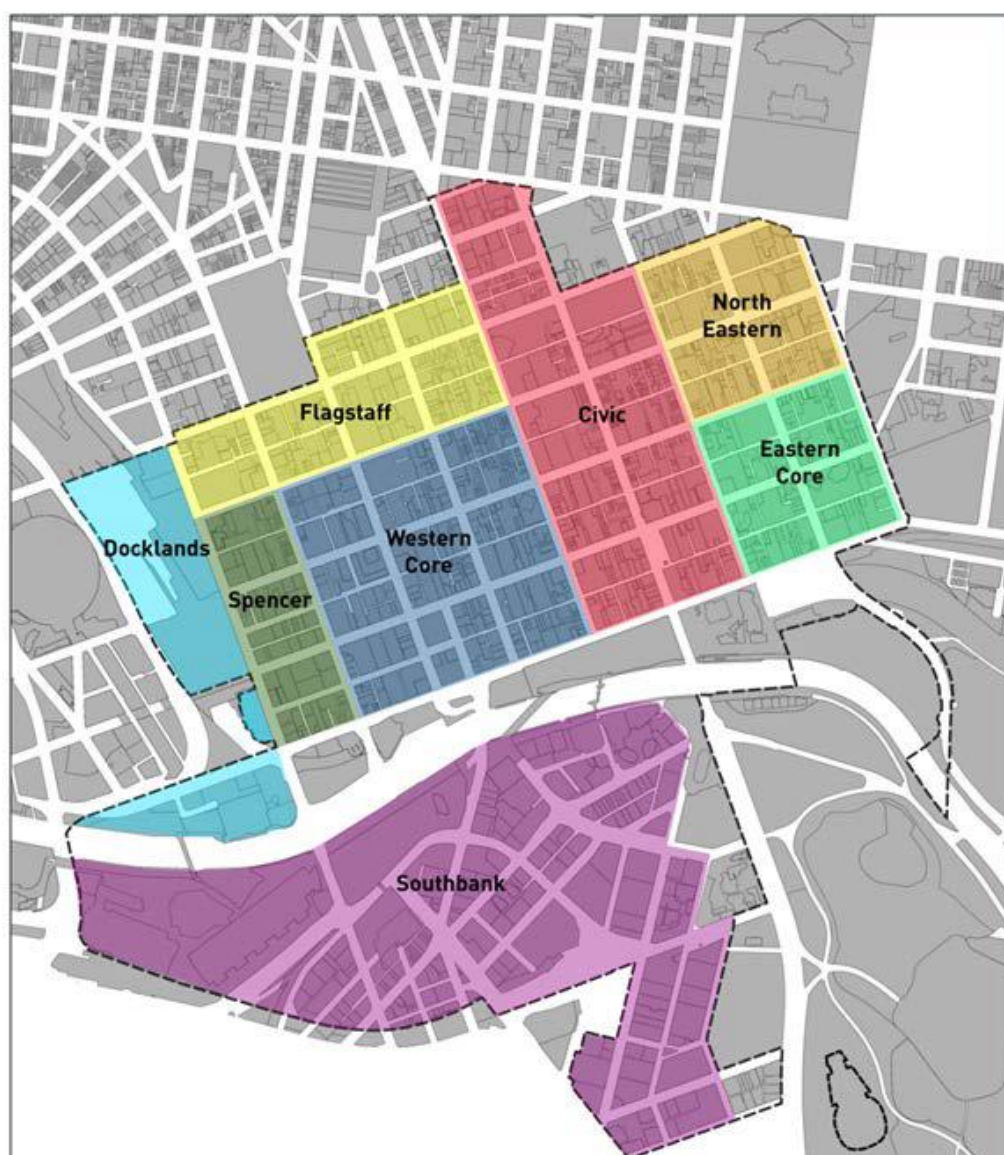 North
Eastern
Flagstaff
Civic
Eastern
Core
Docklands
Western
Core
Spencer
Southbank